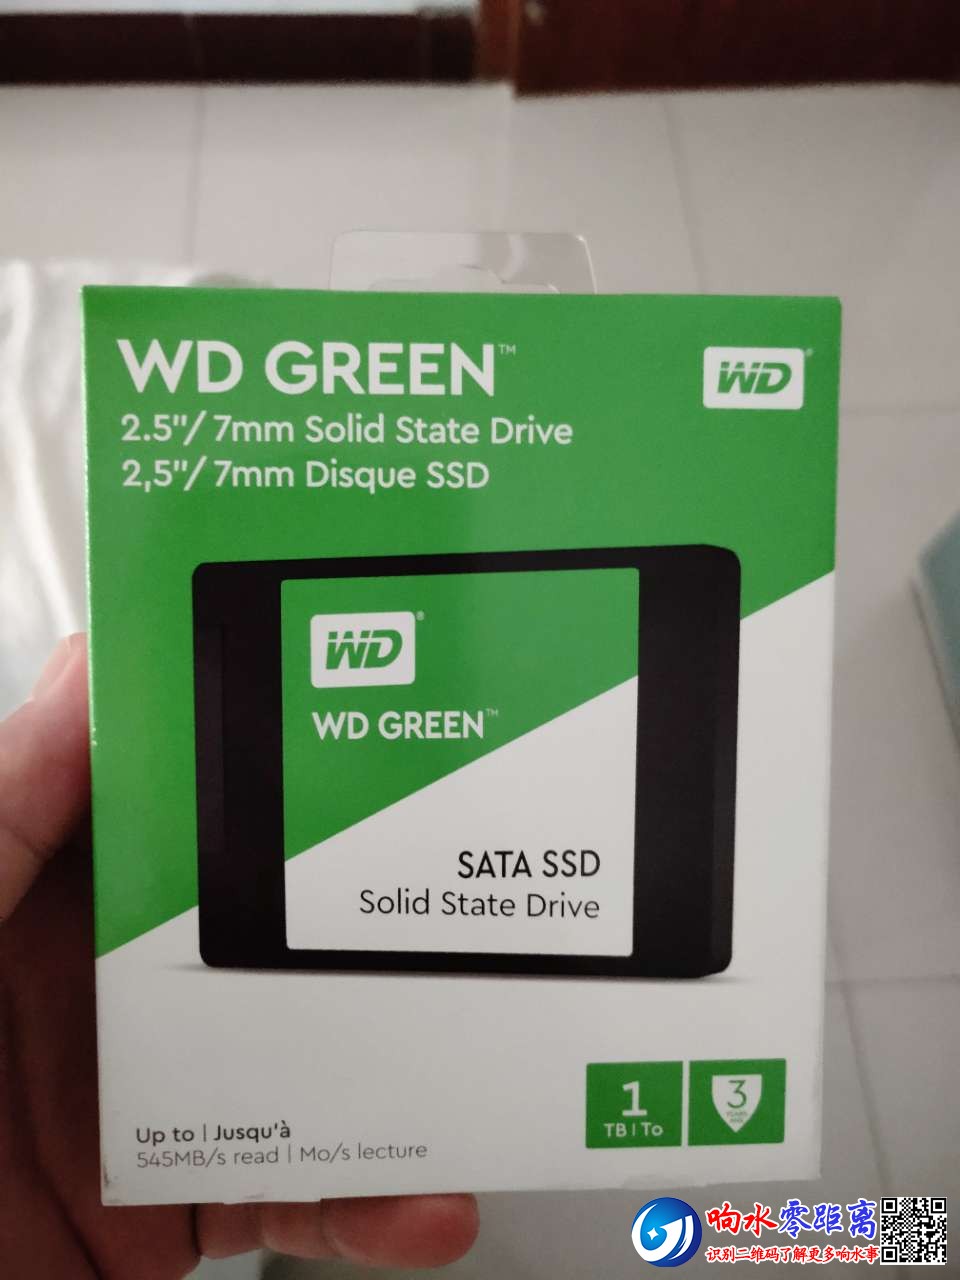 WD GREEN™
WD®
2.5"/ 7mm Solid State Drive
2,5"/ 7mm Disque SSD
WD®
WD GREEN™
SATA SSD
Solid State Drive
1
TB | To
3
YEARS
ANS
Up to | Jusqu'à
545MB/s read | Mo/s lecture
响水零距离
识别二维码了解更多响水事